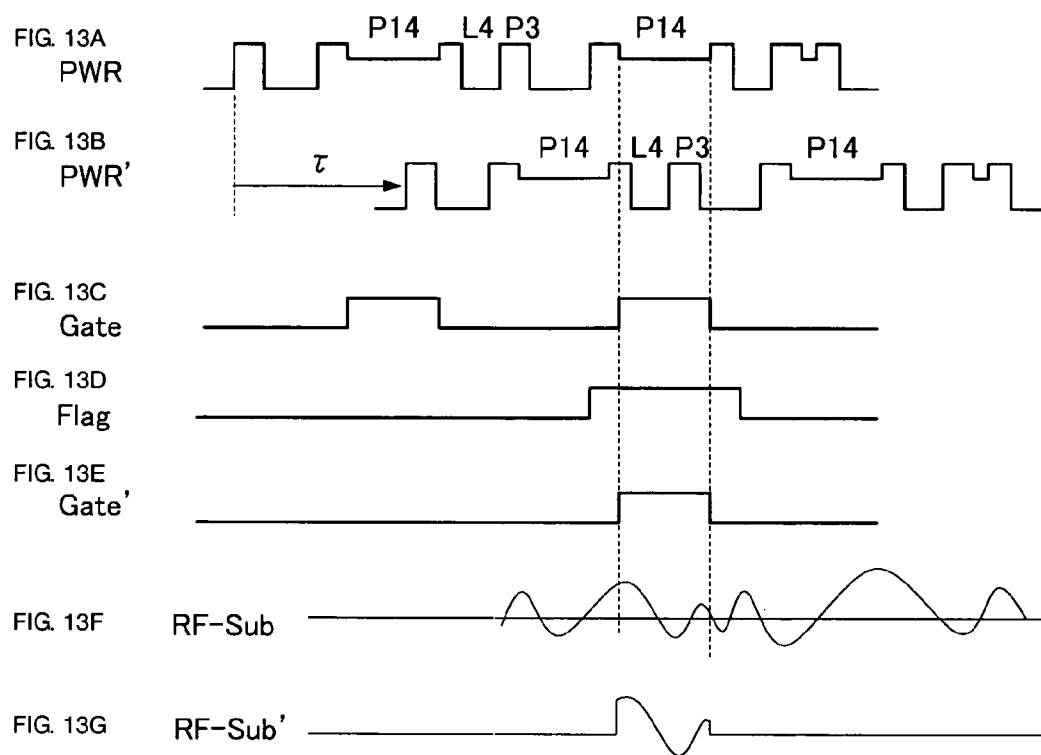 FIG. 13A
PWR
P14 L4 P3 P14
FIG. 13B
PWR'
τ
P14 L4 P3 P14
FIG. 13C
Gate
FIG. 13D
Flag
FIG. 13E
Gate'
FIG. 13F RF-Sub
FIG. 13G RF-Sub'